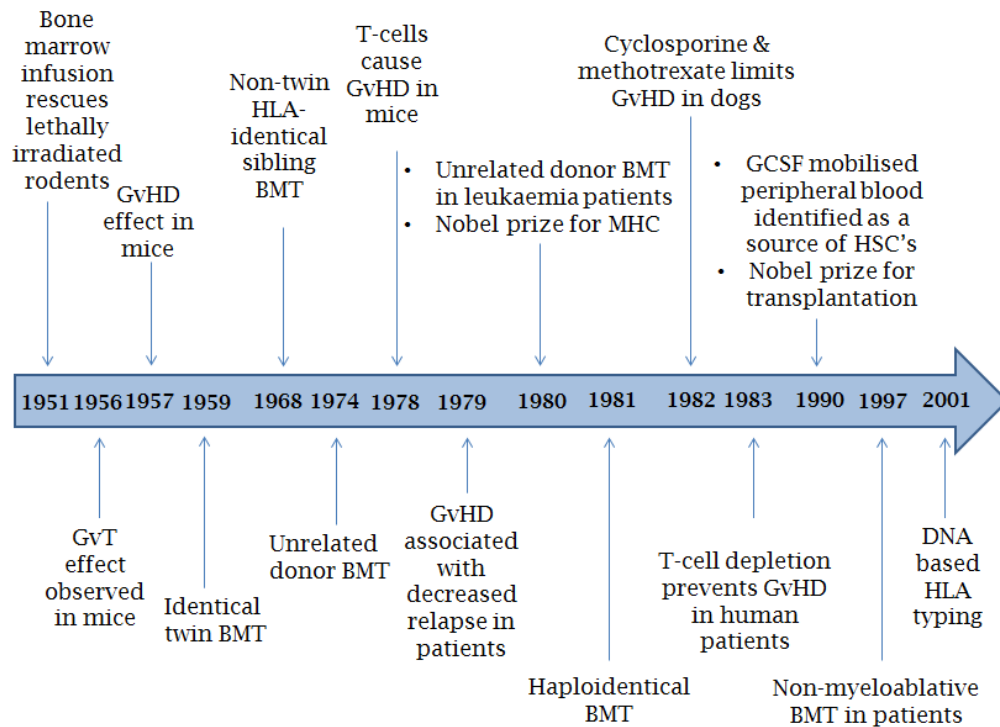 Bone
marrow
infusion
rescues
lethally
irradiated
rodents
GvHD
effect in
mice
Non-twin
HLA-
identical
sibling
BMT
T-cells
cause
GvHD in
mice
• Unrelated donor BMT
in leukaemia patients
• Nobel prize for MHC
Cyclosporine &
methotrexate limits
GvHD in dogs
• GCSF mobilised
peripheral blood
identified as a
source of HSC's
• Nobel prize for
transplantation
1951 1956 1957 1959 1968 1974 1978 1979 1980 1981 1982 1983 1990 1997 2001
GvT
effect
observed
in mice
Identical
twin BMT
Unrelated
donor BMT
GvHD
associated
with
decreased
relapse in
patients
Haploidentical
BMT
T-cell depletion
prevents GvHD
in human
patients
Non-myeloablative
BMT in patients
DNA
based
HLA
typing